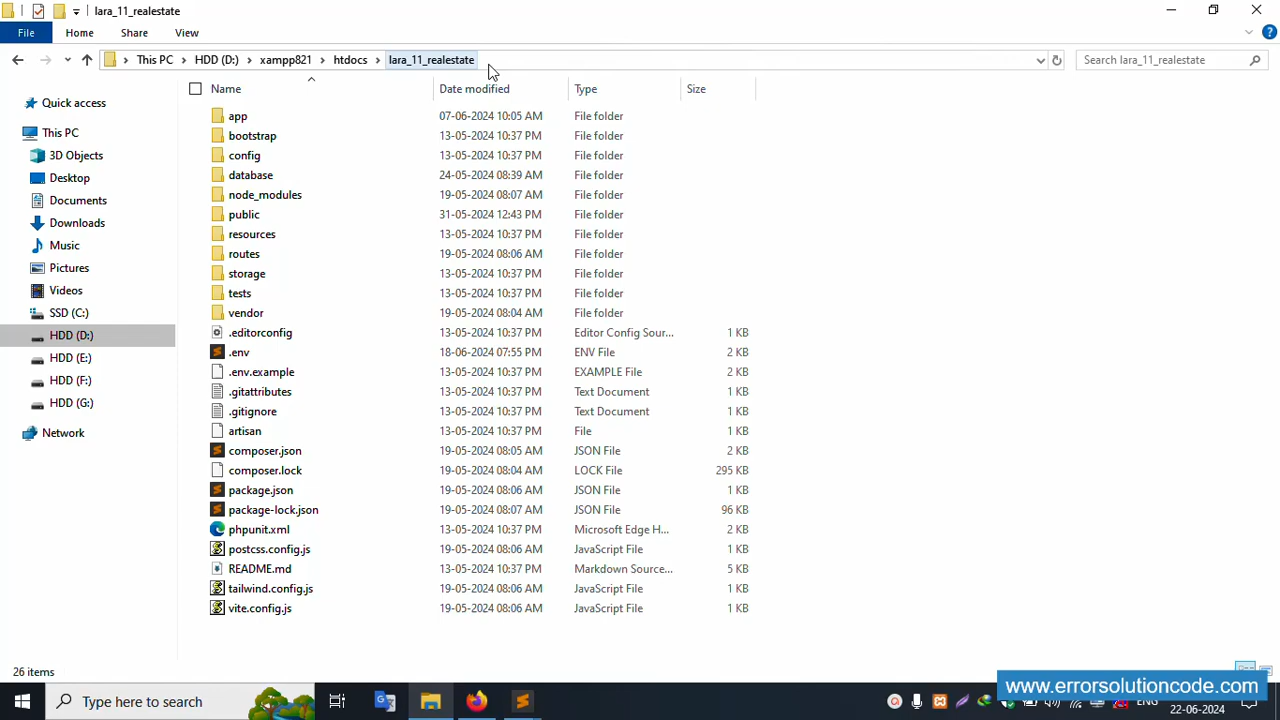 lara_11_realestate
File Home Share View
This PC HDD (D:) xampp821 htdocs lara_11_realestate Search lara_11_realestate
Name Date modified Type Size
Quick access
This PC
3D Objects
Desktop
Documents
Downloads
Music
Pictures
Videos
SSD (C:)
HDD (D:)
HDD (E:)
HDD (F:)
HDD (G:)
Network
app 07-06-2024 10:05 AM File folder
bootstrap 13-05-2024 10:37 PM File folder
config 13-05-2024 10:37 PM File folder
database 24-05-2024 08:39 AM File folder
node_modules 19-05-2024 08:07 AM File folder
public 31-05-2024 12:43 PM File folder
resources 13-05-2024 10:37 PM File folder
routes 19-05-2024 08:06 AM File folder
storage 13-05-2024 10:37 PM File folder
tests 13-05-2024 10:37 PM File folder
vendor 19-05-2024 08:04 AM File folder
.editorconfig 13-05-2024 10:37 PM Editor Config Sour... 1 KB
.env 18-06-2024 07:55 PM ENV File 2 KB
.env.example 13-05-2024 10:37 PM EXAMPLE File 2 KB
.gitattributes 13-05-2024 10:37 PM Text Document 1 KB
.gitignore 13-05-2024 10:37 PM Text Document 1 KB
artisan 13-05-2024 10:37 PM File 1 KB
composer.json 19-05-2024 08:05 AM JSON File 2 KB
composer.lock 19-05-2024 08:04 AM LOCK File 295 KB
package.json 19-05-2024 08:06 AM JSON File 1 KB
package-lock.json 19-05-2024 08:07 AM JSON File 96 KB
phpunit.xml 13-05-2024 10:37 PM Microsoft Edge H... 2 KB
postcss.config.js 19-05-2024 08:06 AM JavaScript File 1 KB
README.md 13-05-2024 10:37 PM Markdown Source... 5 KB
tailwind.config.js 19-05-2024 08:06 AM JavaScript File 1 KB
vite.config.js 19-05-2024 08:06 AM JavaScript File 1 KB
26 items
www.errorsolutioncode.com
Type here to search
ENG
22-06-2024